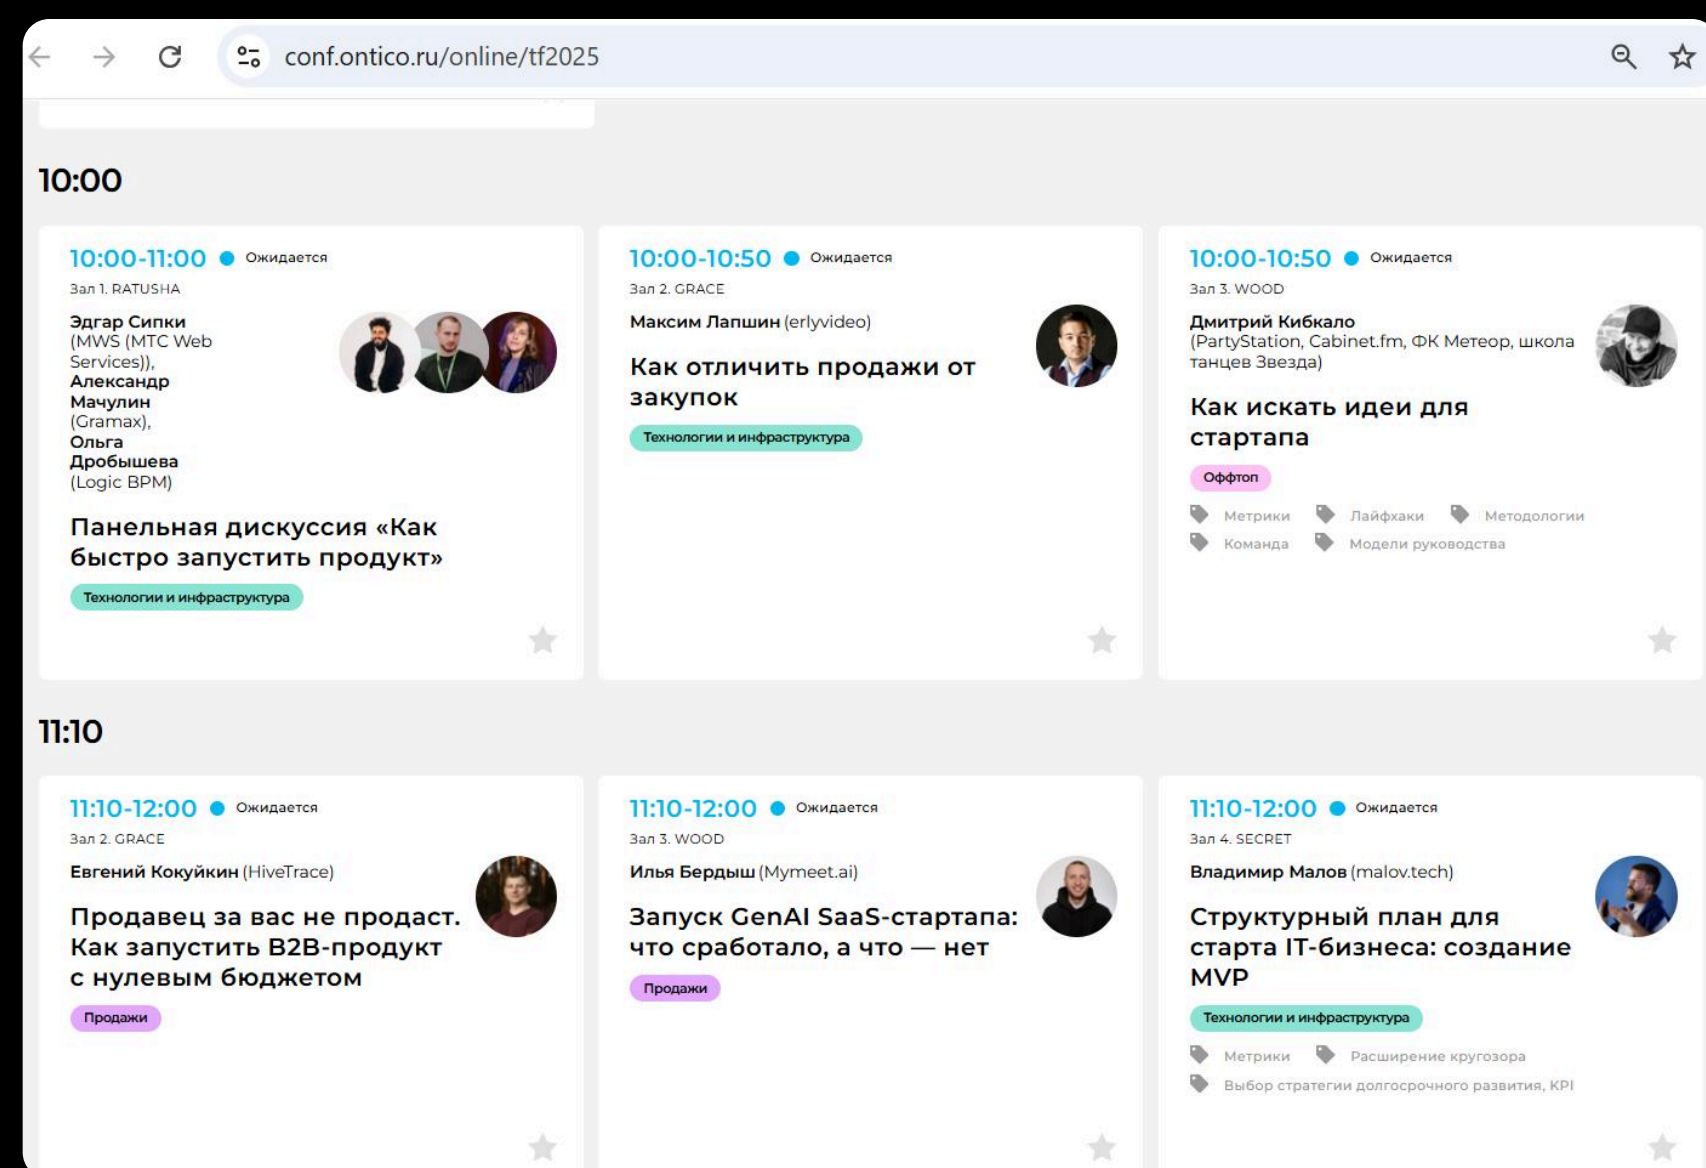 conf.ontico.ru/online/tf2025
10:00
10:00-11:00 Ожидается
Зал 1. RATUSHA
Эдгар Сипки
(MWS (МТС Web
Services)),
Александр
Мачулин
(Gramax),
Ольга
Дробышева
(Logic BPM)
Панельная дискуссия «Как
быстро запустить продукт»
Технологии и инфраструктура
10:00-10:50 Ожидается
Зал 2. GRACE
Максим Лапшин (erlyvideo)
Как отличить продажи от
закупок
Технологии и инфраструктура
10:00-10:50 Ожидается
Зал 3. WOOD
Дмитрий Кибкало
(PartyStation, Cabinet.fm, ФК Метеор, школа
танцев Звезда)
Как искать идеи для
стартапа
Оффтоп
Метрики Лайфхаки Методологии
Команда Модели руководства
11:10
11:10-12:00 Ожидается
Зал 2. GRACE
Евгений Кокуйкин (HiveTrace)
Продавец за вас не продаст.
Как запустить B2B-продукт
с нулевым бюджетом
Продажи
11:10-12:00 Ожидается
Зал 3. WOOD
Илья Бердыш (Mymeet.ai)
Запуск GenAI SaaS-стартапа:
что сработало, а что — нет
Продажи
11:10-12:00 Ожидается
Зал 4. SECRET
Владимир Малов (malov.tech)
Структурный план для
старта IT-бизнеса: создание
MVP
Технологии и инфраструктура
Метрики Расширение кругозора
Выбор стратегии долгосрочного развития, KPI